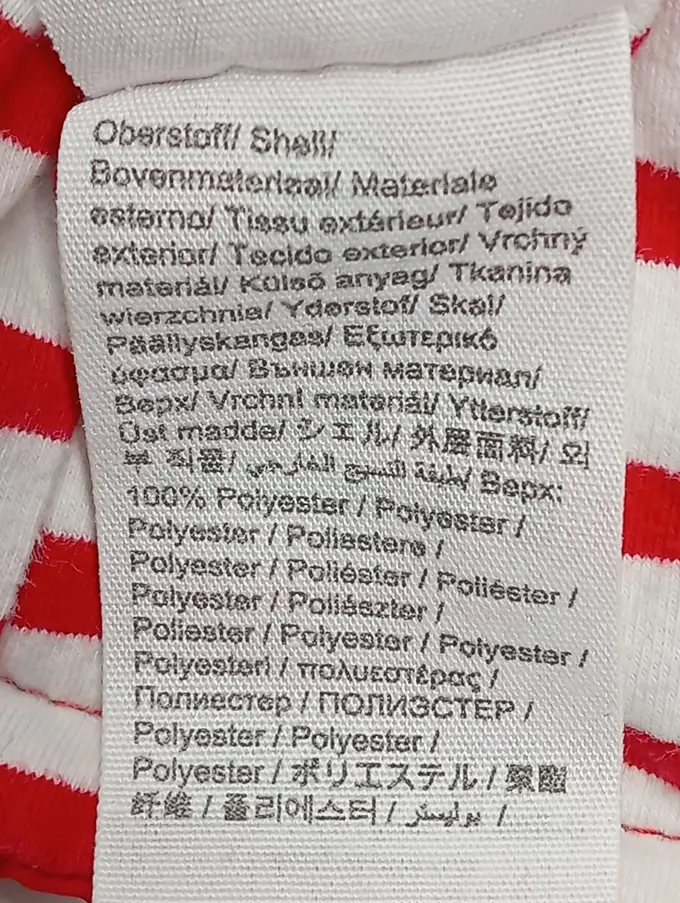 Oberstoff/ Shell/
Bovenmateriaal/ Materiale
esterno/ Tissu extérieur/ Tejido
exterior/ Tecido exterior/ Vrchný
materiál/ Külső anyag/ Tkanina
wierzchnia/ Yderstof/ Skal/
Päällyskangas/ Εξωτερικό
ύφασμα/ Външен материал/
Верх/ Vrchní materiál/ Ytterstoff/
Üst madde/ シェル/ 外層面料/ 외
부 직물/ طبقة النسيج الخارجي/ Верх:
100% Polyester / Polyester /
Polyester / Poliestere /
Polyester / Poliéster / Poliéster /
Polyester / Poliészter /
Poliester / Polyester / Polyester /
Polyesteri / πολυεστέρας /
Полиестер / ПОЛИЭСТЕР /
Polyester / Polyester /
Polyester / ポリエステル / 聚酯
纤维 / 폴리에스터 / بوليستر /